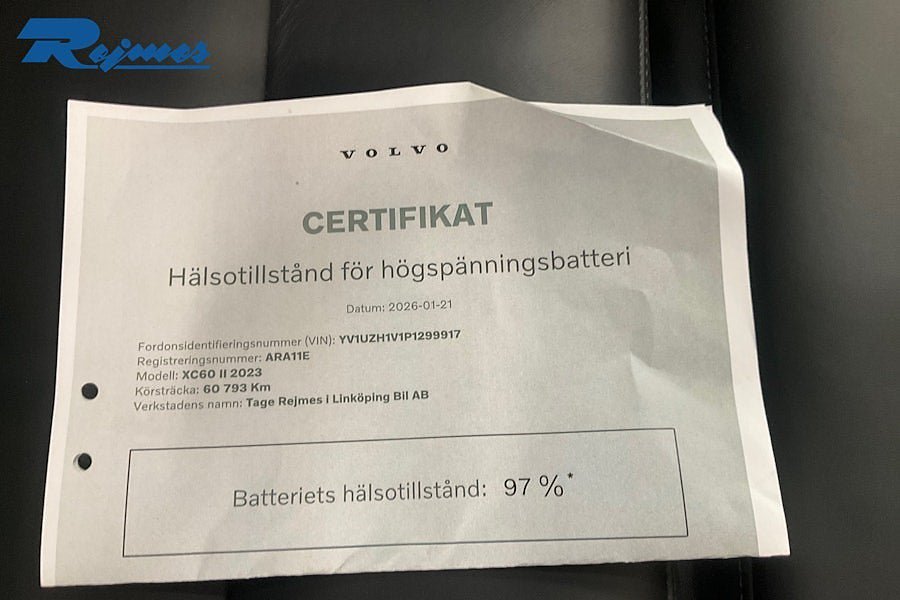 Rejmes
VOLVO
CERTIFIKAT
Hälsotillstånd för högspänningsbatteri
Datum: 2026-01-21
Fordonsidentifieringsnummer (VIN): YV1UZH1V1P1299917
Registreringsnummer: ARA11E
Modell: XC60 II 2023
Körsträcka: 60 793 Km
Verkstadens namn: Tage Rejmes i Linköping Bil AB
Batteriets hälsotillstånd: 97 %*